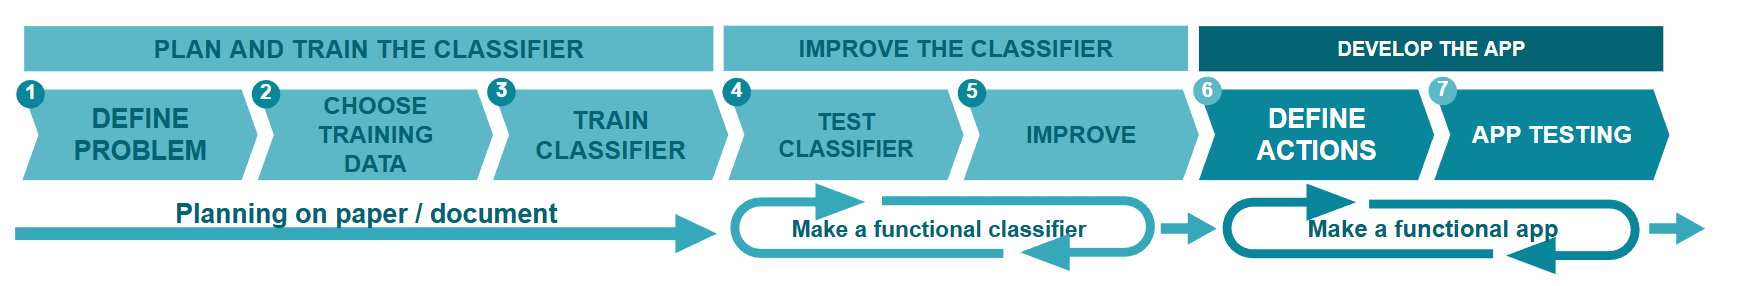 PLAN AND TRAIN THE CLASSIFIER
IMPROVE THE CLASSIFIER
DEVELOP THE APP
1
DEFINE
PROBLEM
2
CHOOSE
TRAINING
DATA
3
TRAIN
CLASSIFIER
4
TEST
CLASSIFIER
5
IMPROVE
6
DEFINE
ACTIONS
7
APP TESTING
Planning on paper / document
Make a functional classifier
Make a functional app